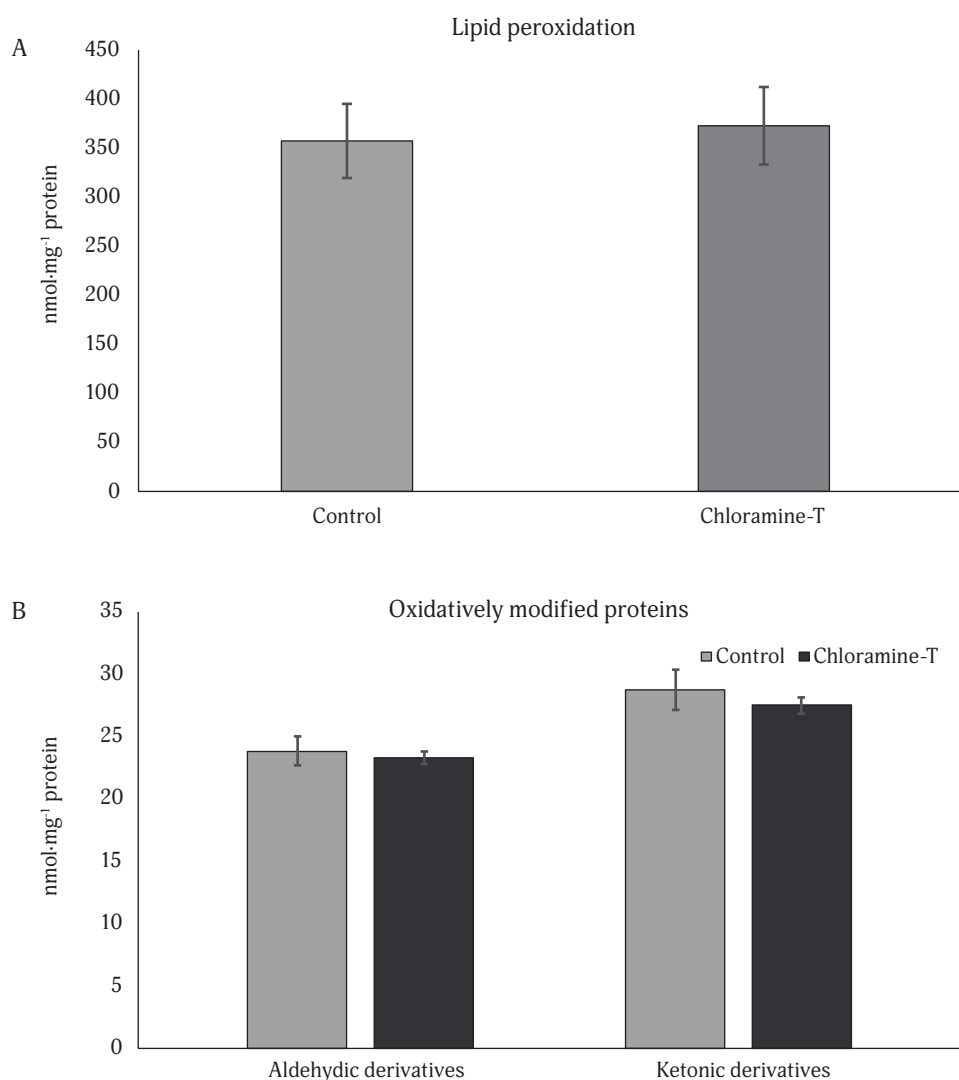 A
Lipid peroxidation
nmol·mg⁻¹ protein
450
400
350
300
250
200
150
100
50
0
Control
Chloramine-T
B
Oxidatively modified proteins
Control
Chloramine-T
nmol·mg⁻¹ protein
35
30
25
20
15
10
5
0
Aldehydic derivatives
Ketonic derivatives